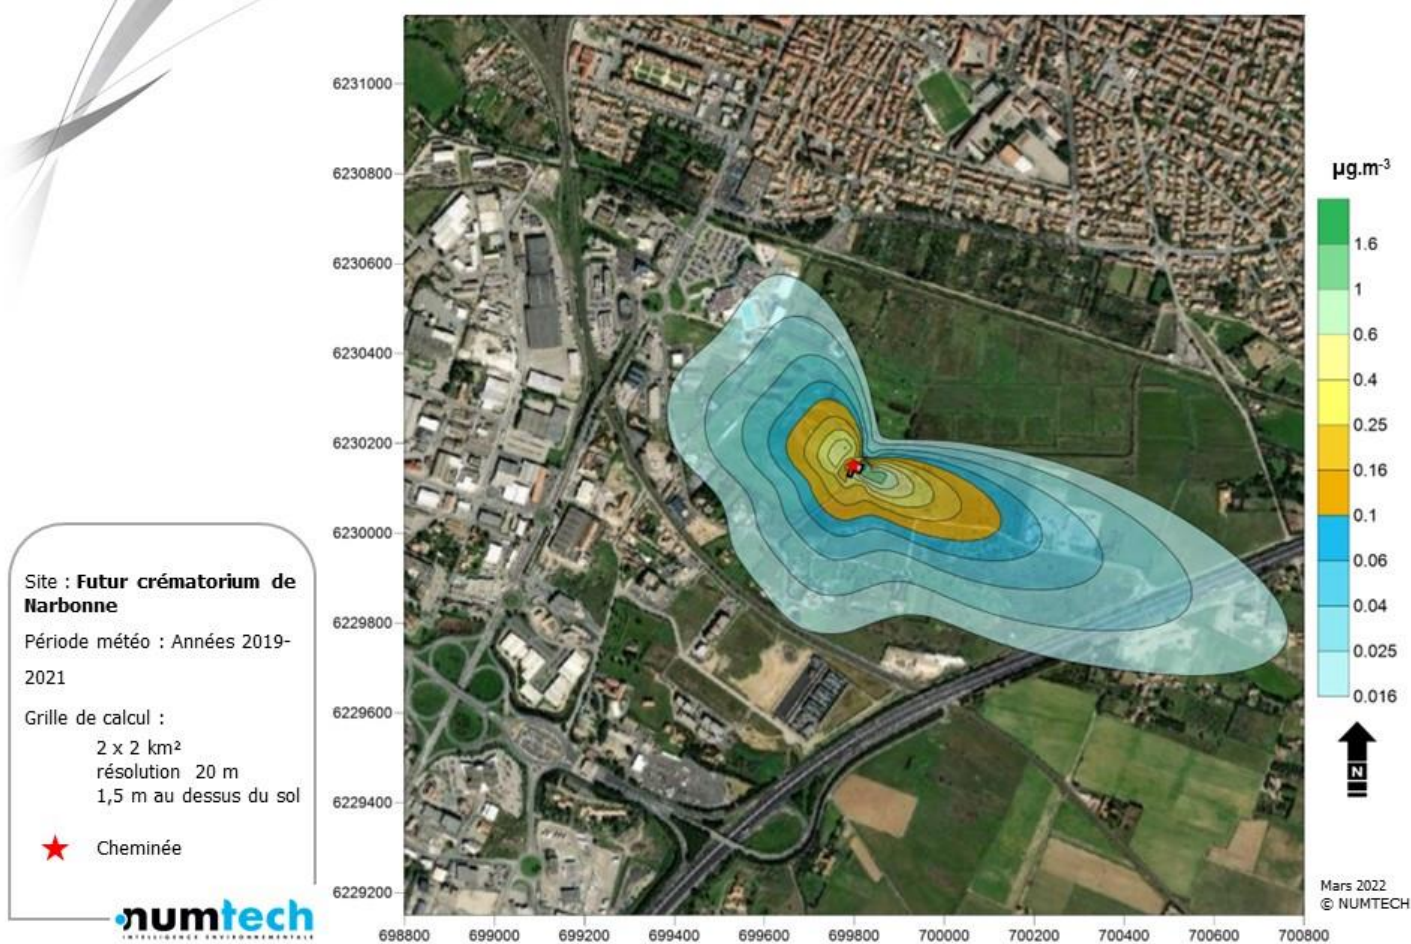 6231000
6230800
6230600
6230400
6230200
6230000
6229800
6229600
6229400
6229200
698800 699000 699200 699400 699600 699800 700000 700200 700400 700600 700800
µg.m-3
1.6
1
0.6
0.4
0.25
0.16
0.1
0.06
0.04
0.025
0.016
N
Site : Futur crématorium de
Narbonne
Période météo : Années 2019-
2021
Grille de calcul :
2 x 2 km²
résolution 20 m
1,5 m au dessus du sol
Cheminée
numtech
INTELLIGENCE ENVIRONNEMENTALE
Mars 2022
© NUMTECH